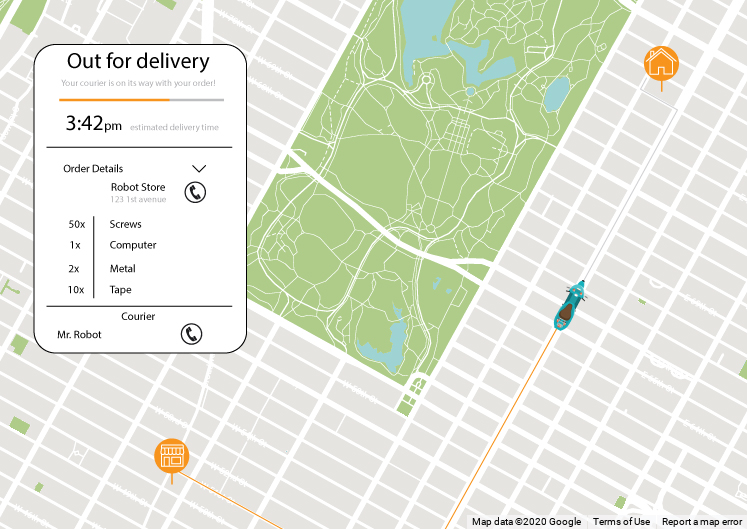 Out for delivery
Your courier is on its way with your order!
3:42pm estimated delivery time
Order Details
Robot Store
123 1st avenue
50x Screws
1x Computer
2x Metal
10x Tape
Courier
Mr. Robot
Map data ©2020 Google Terms of Use Report a map error